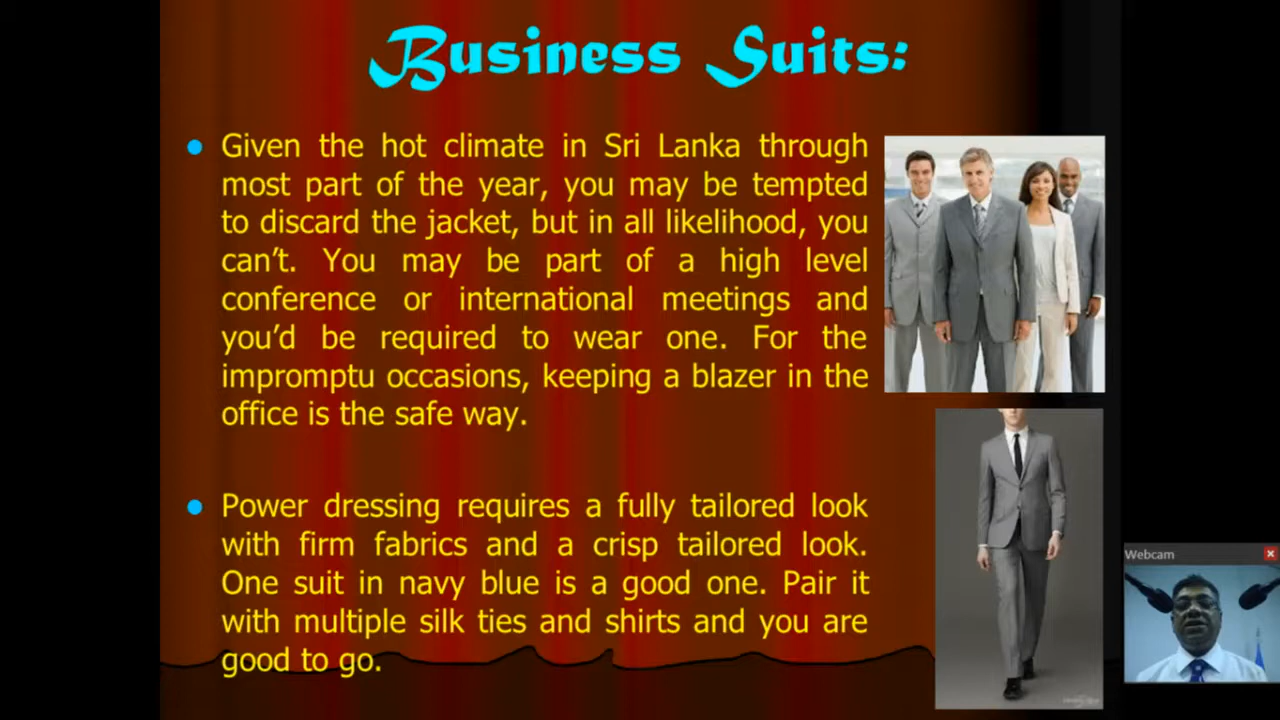 Business Suits:
Given the hot climate in Sri Lanka through
most part of the year, you may be tempted
to discard the jacket, but in all likelihood, you
can't. You may be part of a high level
conference or international meetings and
you'd be required to wear one. For the
impromptu occasions, keeping a blazer in the
office is the safe way.
Power dressing requires a fully tailored look
with firm fabrics and a crisp tailored look.
One suit in navy blue is a good one. Pair it
with multiple silk ties and shirts and you are
good to go.
Webcam